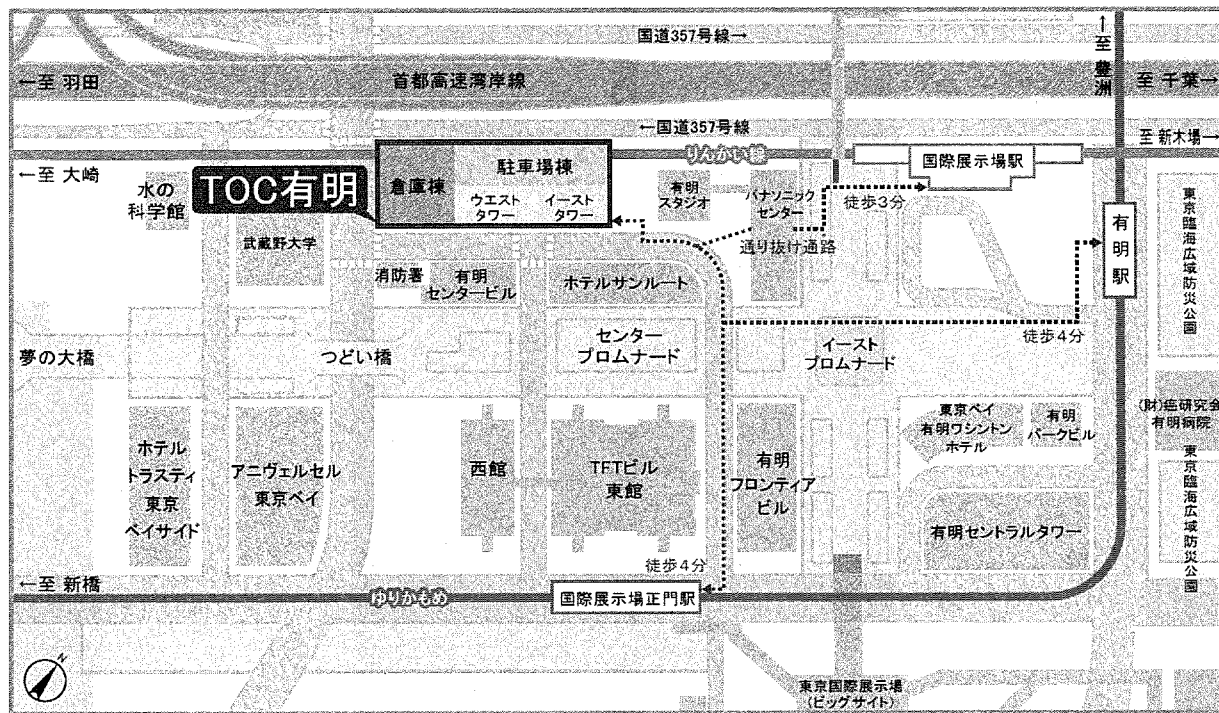 国道357号線→
←至 豊洲
←至 羽田
首都高速湾岸線
至 千葉→
←国道357号線
至 新木場→
←至 大崎
りんかい線
国際展示場駅
TOC有明
倉庫棟
駐車場棟
ウエスト
タワー
イースト
タワー
水の
科学館
武蔵野大学
有明
スタジオ
パナソニック
センター
徒歩3分
通り抜け通路
有明駅
東京臨海広域防災公園
消防署
有明
センタービル
ホテルサンルート
徒歩4分
夢の大橋
つどい橋
センター
プロムナード
イースト
プロムナード
(財)癌研究会
有明病院
東京ベイ
有明ワシントン
ホテル
有明
パークビル
ホテル
トラスティ
東京
ベイサイド
アニヴェルセル
東京ベイ
西館
TFTビル
東館
有明
フロンティア
ビル
有明セントラルタワー
東京臨海広域防災公園
徒歩4分
←至 新橋
ゆりかもめ
国際展示場正門駅
N
東京国際展示場
(ビッグサイト)